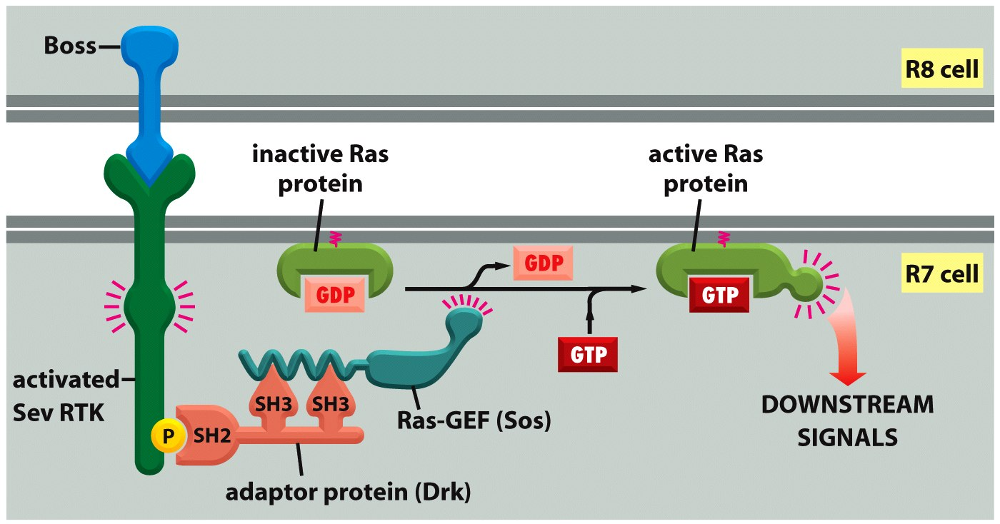 Boss
R8 cell
inactive Ras
protein
active Ras
protein
GDP
R7 cell
GDP
GTP
GTP
activated
Sev RTK
SH3
SH3
Ras-GEF (Sos)
DOWNSTREAM
SIGNALS
P
SH2
adaptor protein (Drk)